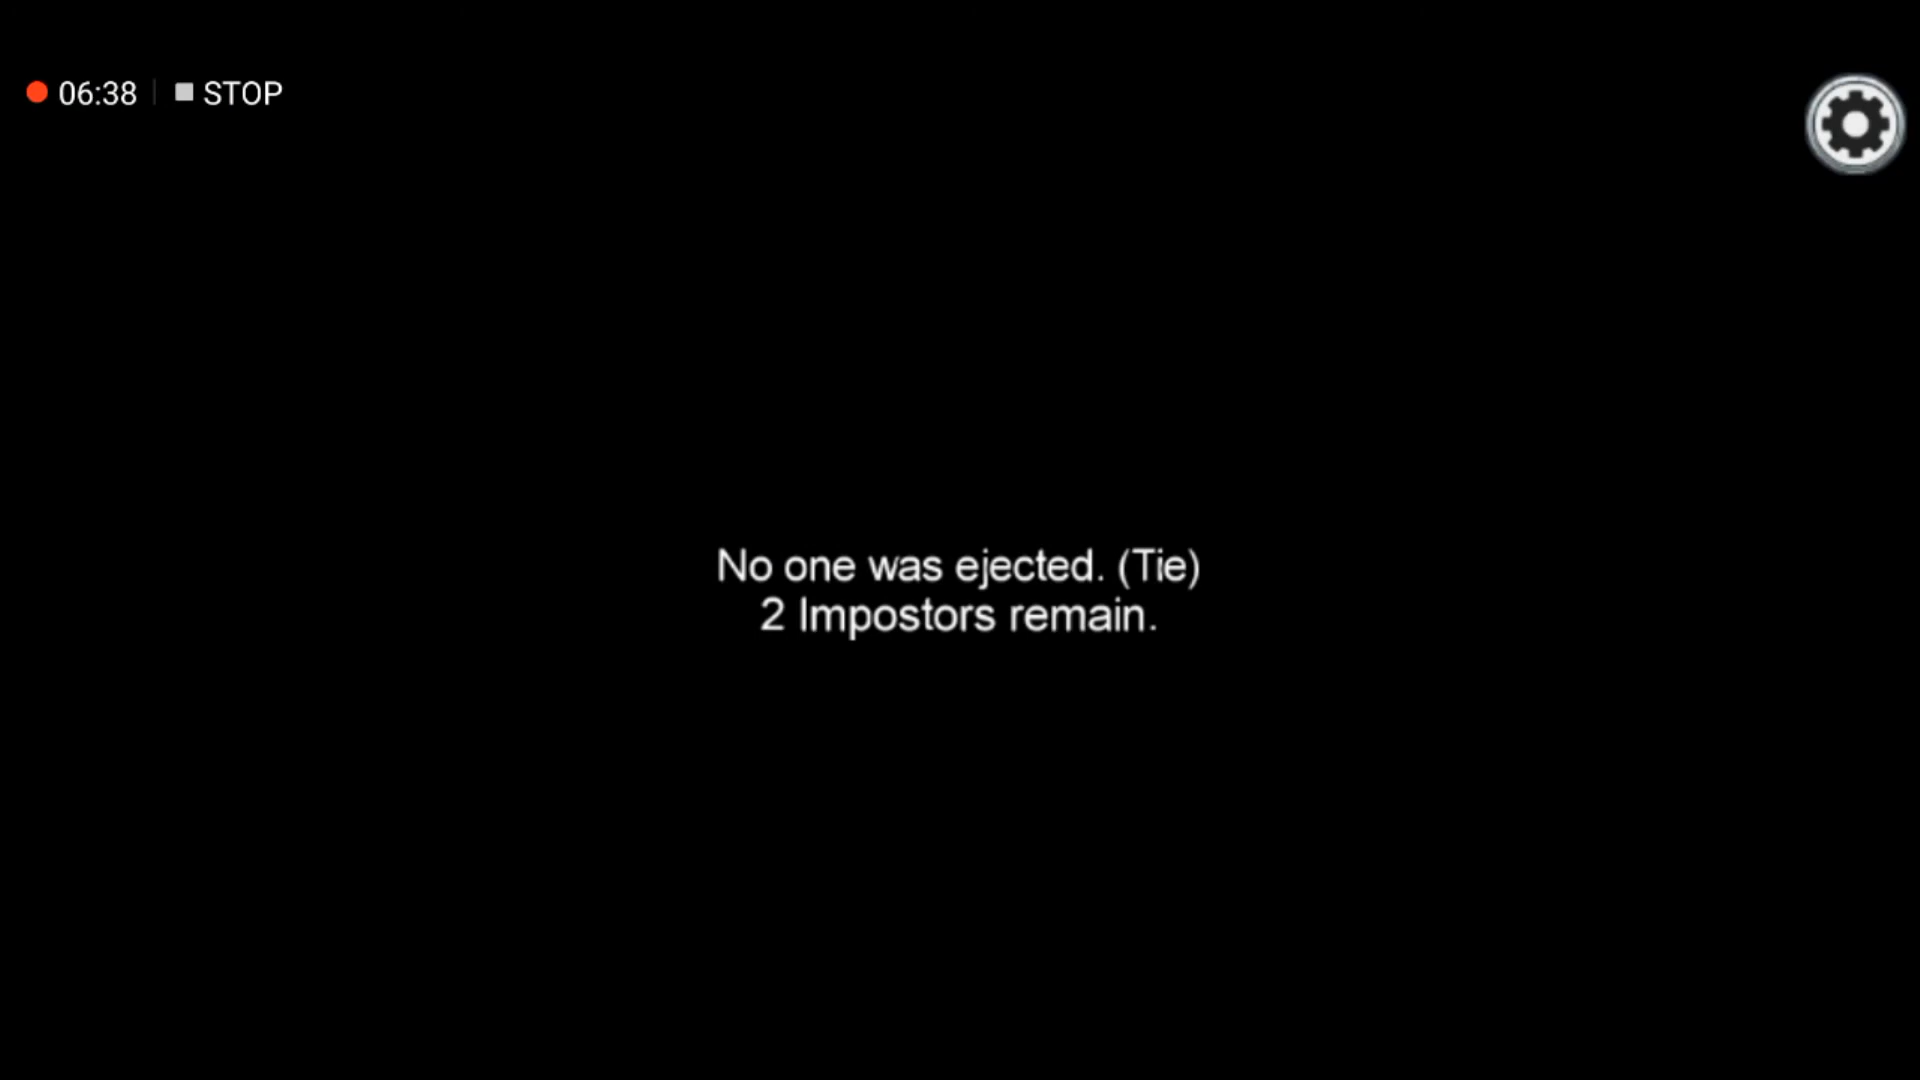 06:38 STOP
No one was ejected. (Tie)
2 Impostors remain.